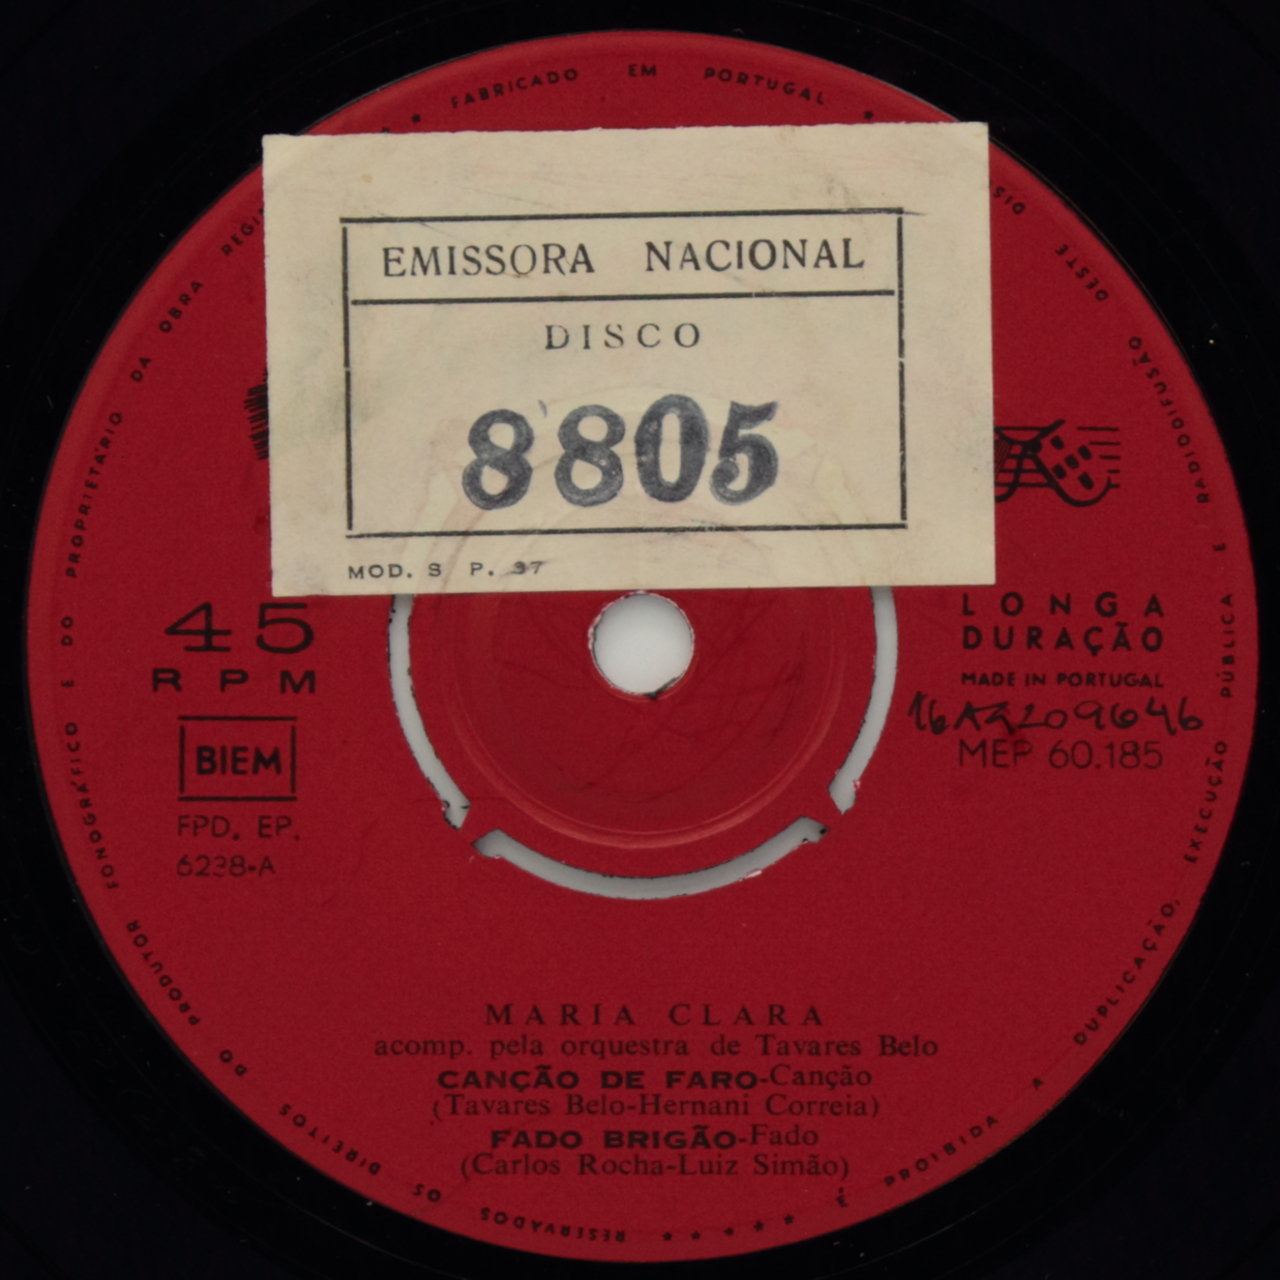 FABRICADO EM PORTUGAL
EMISSORA NACIONAL
DISCO
8805
MOD. S P. 37
45
RPM
BIEM
FPD. EP.
6238-A
LONGA
DURAÇÃO
MADE IN PORTUGAL
MEP 60.185
MARIA CLARA
acomp. pela orquestra de Tavares Belo
CANÇÃO DE FARO-Canção
(Tavares Belo-Hernani Correia)
FADO BRIGÃO-Fado
(Carlos Rocha-Luiz Simão)
RESERVADOS OS DIREITOS DO PRODUTOR FONOGRÁFICO E DO PROPRIETÁRIO DA OBRA
É PROIBIDA A DUPLICAÇÃO, EXECUÇÃO PÚBLICA E RADIODIFUSÃO DESTE